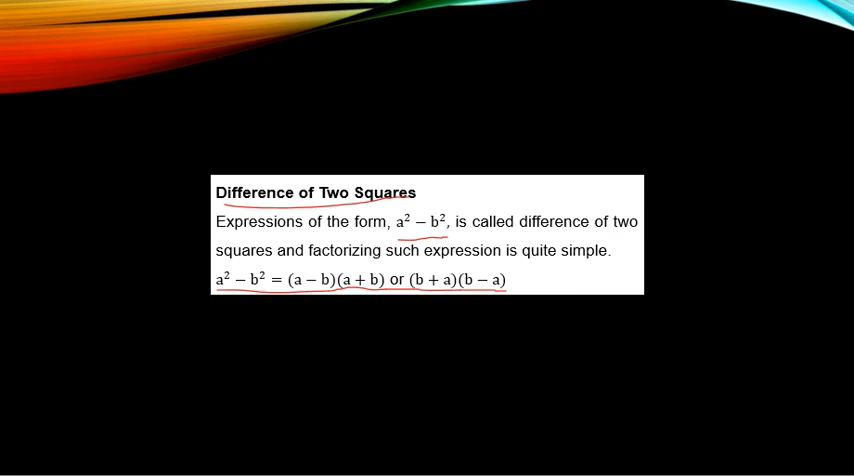 Difference of Two Squares
Expressions of the form, a² − b², is called difference of two
squares and factorizing such expression is quite simple.
a² − b² = (a − b)(a + b) or (b + a)(b − a)